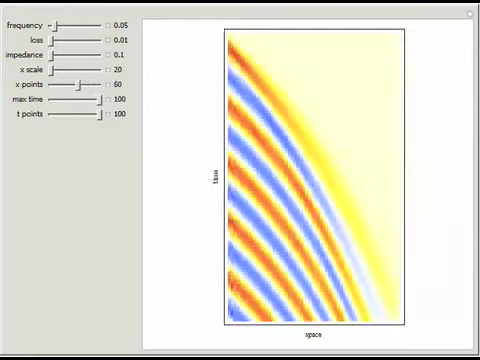 frequency 0.05
loss 0.01
impedance 0.1
x scale 20
x points 60
max time 100
t points 100
time
space